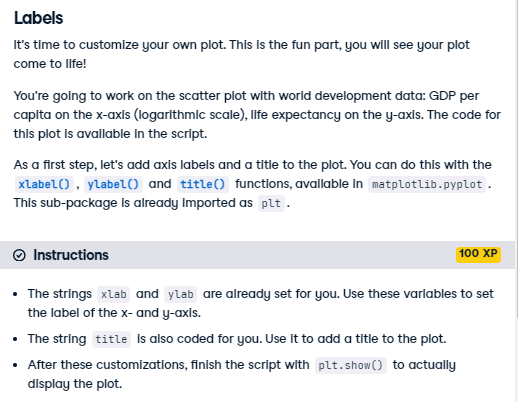 Labels
It's time to customize your own plot. This is the fun part, you will see your plot
come to life!
You're going to work on the scatter plot with world development data: GDP per
capita on the x-axis (logarithmic scale), life expectancy on the y-axis. The code for
this plot is available in the script.
As a first step, let's add axis labels and a title to the plot. You can do this with the
xlabel(), ylabel() and title() functions, available in matplotlib.pyplot.
This sub-package is already imported as plt.
Instructions 100 XP
• The strings xlab and ylab are already set for you. Use these variables to set
the label of the x- and y-axis.
• The string title is also coded for you. Use it to add a title to the plot.
• After these customizations, finish the script with plt.show() to actually
display the plot.